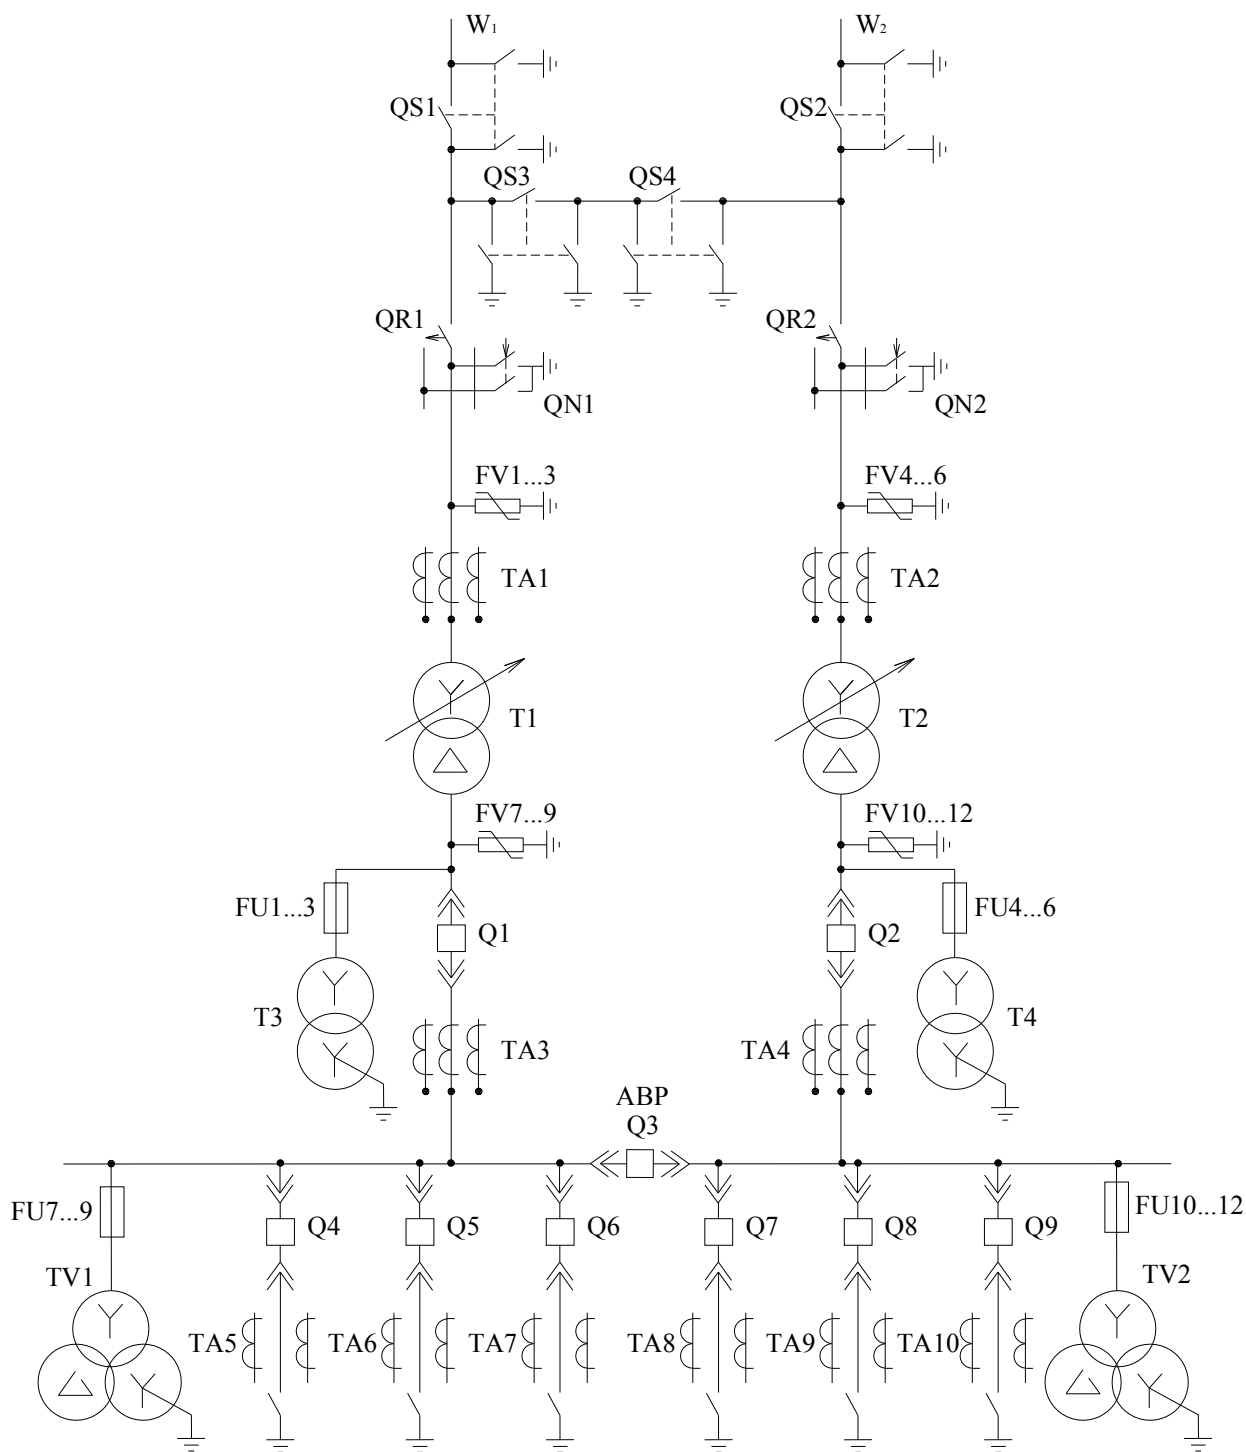 W1
W2
QS1
QS2
QS3
QS4
QR1
QR2
QN1
QN2
FV1...3
FV4...6
TA1
TA2
T1
T2
FV7...9
FV10...12
FU1...3
FU4...6
Q1
Q2
T3
T4
TA3
TA4
АВР
Q3
FU7...9
Q4
Q5
Q6
Q7
Q8
Q9
FU10...12
TV1
TV2
TA5
TA6
TA7
TA8
TA9
TA10